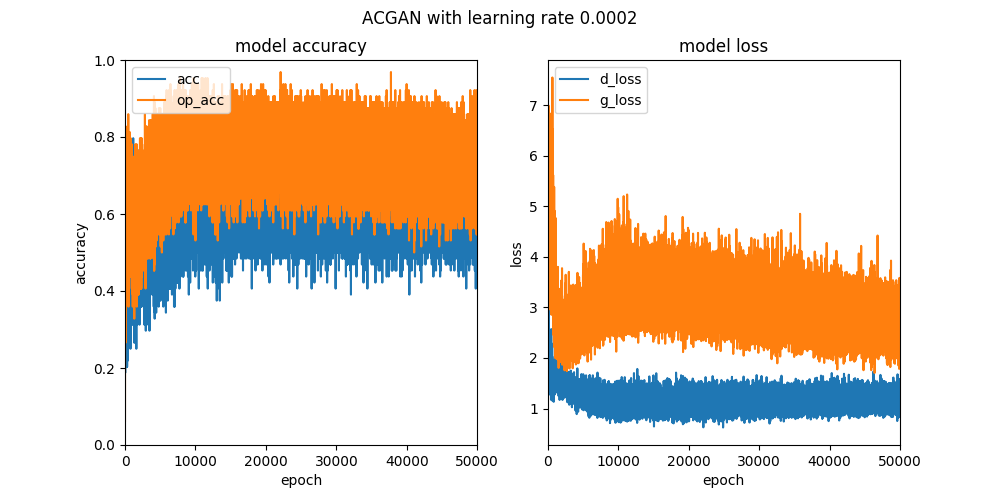 ACGAN with learning rate 0.0002
model accuracy
acc
op_acc
accuracy
1.0
0.8
0.6
0.4
0.2
0.0
0
10000
20000
30000
40000
50000
epoch
model loss
d_loss
g_loss
loss
7
6
5
4
3
2
1
0
10000
20000
30000
40000
50000
epoch